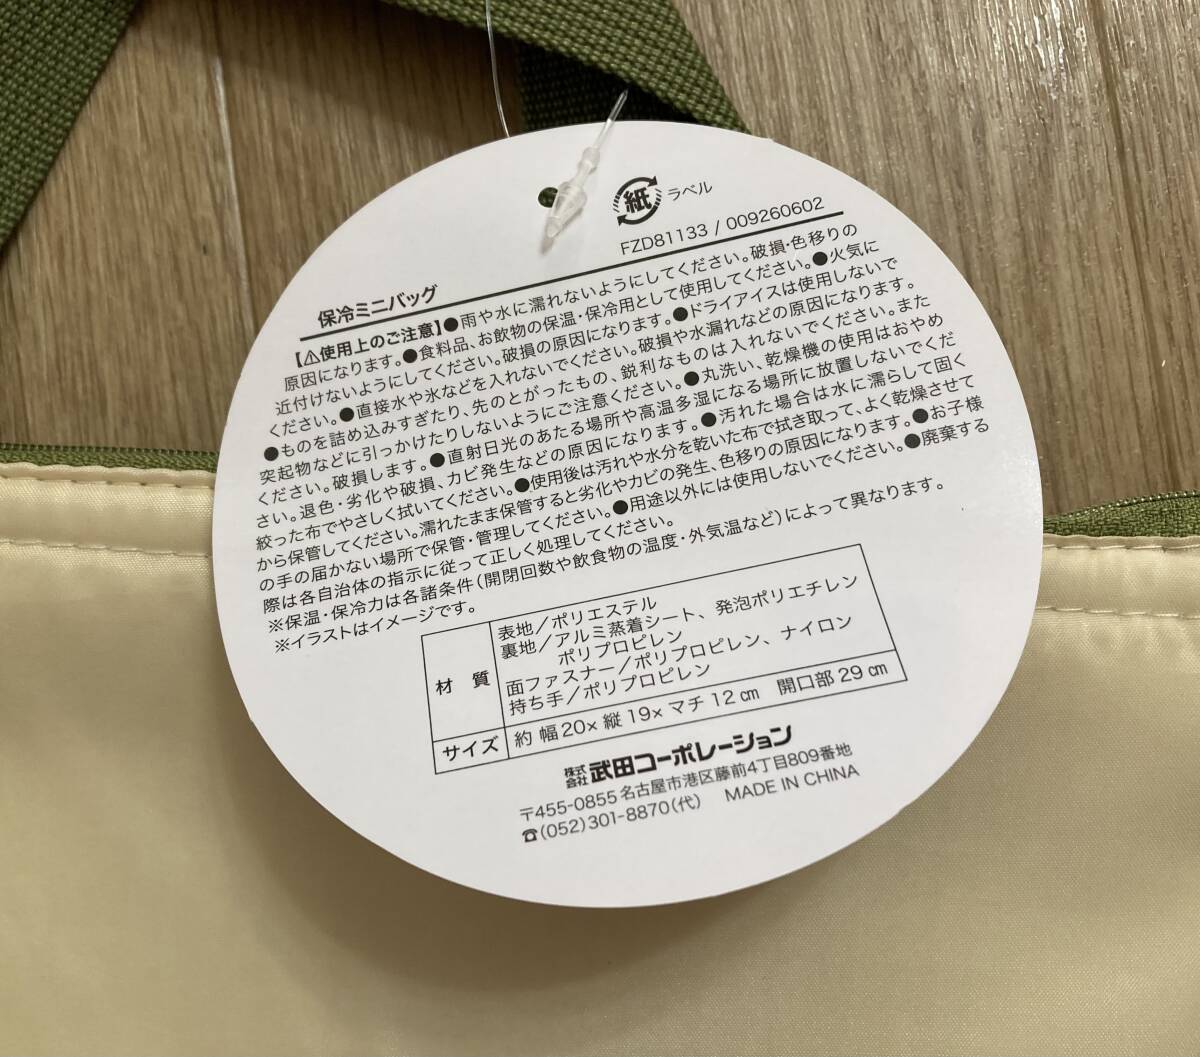 紙 ラベル
FZD81133 / 009260602
保冷ミニバッグ
【⚠使用上のご注意】●雨や水に濡れないようにしてください。破損・色移りの
原因になります。●食料品、お飲物の保温・保冷用として使用してください。●火気に
近付けないようにしてください。破損の原因になります。●ドライアイスは使用しないで
ください。●直接水や氷などを入れないでください。破損や水漏れなどの原因になります。
●ものを詰め込みすぎたり、先のとがったもの、鋭利なものは入れないでください。また
突起物などに引っかけたりしないようにご注意ください。●丸洗い、乾燥機の使用はおやめ
ください。破損します。●直射日光のあたる場所や高温多湿になる場所に放置しないでくだ
さい。退色・劣化や破損、カビ発生などの原因になります。●汚れた場合は水に濡らして固く
絞った布でやさしく拭いてください。●使用後は汚れや水分を乾いた布で拭き取って、よく乾燥させて
から保管してください。濡れたまま保管すると劣化やカビの発生、色移りの原因になります。●お子様
の手の届かない場所で保管・管理してください。●用途以外には使用しないでください。●廃棄する
際は各自治体の指示に従って正しく処理してください。
※保温・保冷力は各諸条件(開閉回数や飲食物の温度・外気温など)によって異なります。
※イラストはイメージです。
材質 表地/ポリエステル
裏地/アルミ蒸着シート、発泡ポリエチレン
ポリプロピレン
面ファスナー/ポリプロピレン、ナイロン
持ち手/ポリプロピレン
サイズ 約 幅20×縦19×マチ12㎝ 開口部29㎝
株式会社 武田コーポレーション
〒455-0855 名古屋市港区藤前4丁目809番地
☎(052)301-8870(代) MADE IN CHINA